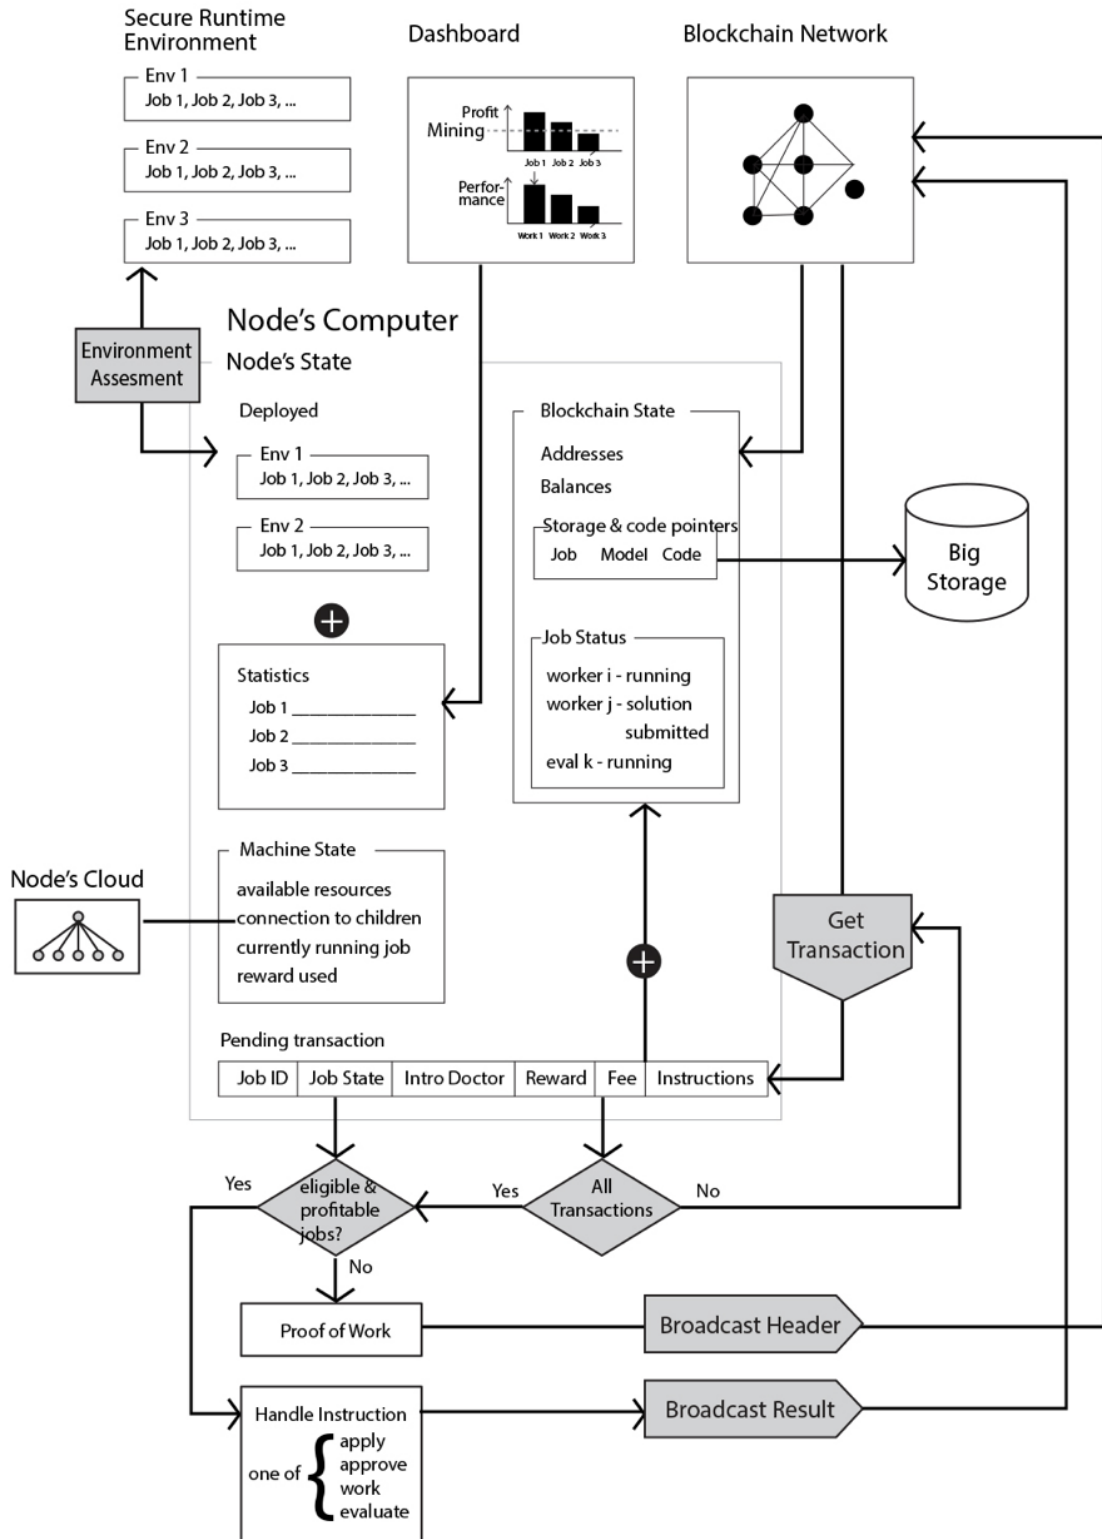 Secure Runtime
Environment
Env 1
Job 1, Job 2, Job 3, ...
Env 2
Job 1, Job 2, Job 3, ...
Env 3
Job 1, Job 2, Job 3, ...
Dashboard
Profit
Mining
Job 1 Job 2 Job 3
Perfor-
mance
Work 1 Work 2 Work 3
Blockchain Network
Environment
Assesment
Node's Computer
Node's State
Deployed
Env 1
Job 1, Job 2, Job 3, ...
Env 2
Job 1, Job 2, Job 3, ...
+
Statistics
Job 1 ______________
Job 2 ______________
Job 3 ______________
Blockchain State
Addresses
Balances
Storage & code pointers
Job Model Code
Job Status
worker i - running
worker j - solution
submitted
eval k - running
Big
Storage
Node's Cloud
Machine State
available resources
connection to children
currently running job
reward used
+
Get
Transaction
Pending transaction
Job ID Job State Intro Doctor Reward Fee Instructions
Yes
eligible &
profitable
jobs?
Yes
All
Transactions
No
No
Proof of Work
Broadcast Header
Handle Instruction
one of { apply
approve
work
evaluate
Broadcast Result